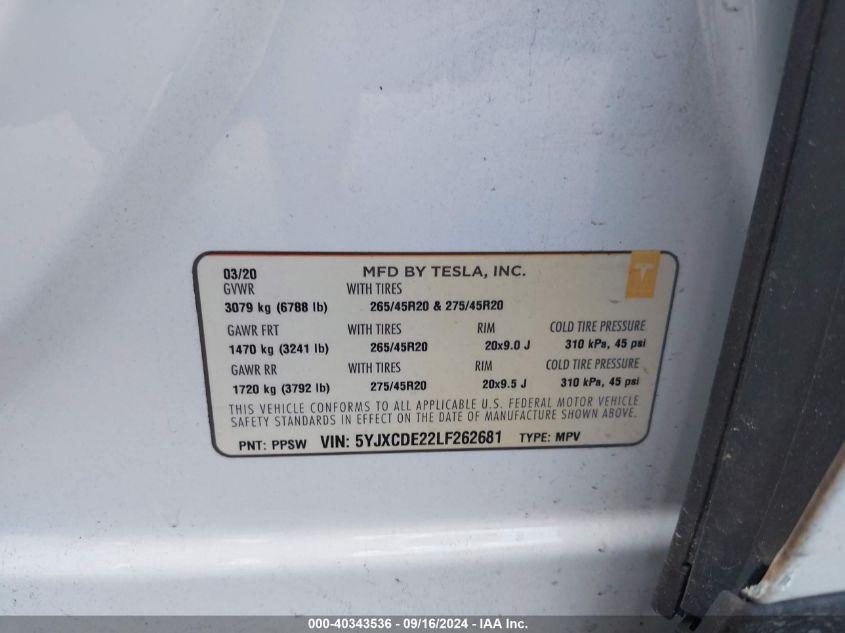 03/20 MFD BY TESLA, INC.
GVWR WITH TIRES
3079 kg (6788 lb) 265/45R20 & 275/45R20
GAWR FRT WITH TIRES RIM COLD TIRE PRESSURE
1470 kg (3241 lb) 265/45R20 20x9.0 J 310 kPa, 45 psi
GAWR RR WITH TIRES RIM COLD TIRE PRESSURE
1720 kg (3792 lb) 275/45R20 20x9.5 J 310 kPa, 45 psi
THIS VEHICLE CONFORMS TO ALL APPLICABLE U.S. FEDERAL MOTOR VEHICLE
SAFETY STANDARDS IN EFFECT ON THE DATE OF MANUFACTURE SHOWN ABOVE.
PNT: PPSW VIN: 5YJXCDE22LF262681 TYPE: MPV
000-40343536 - 09/16/2024 - IAA Inc.